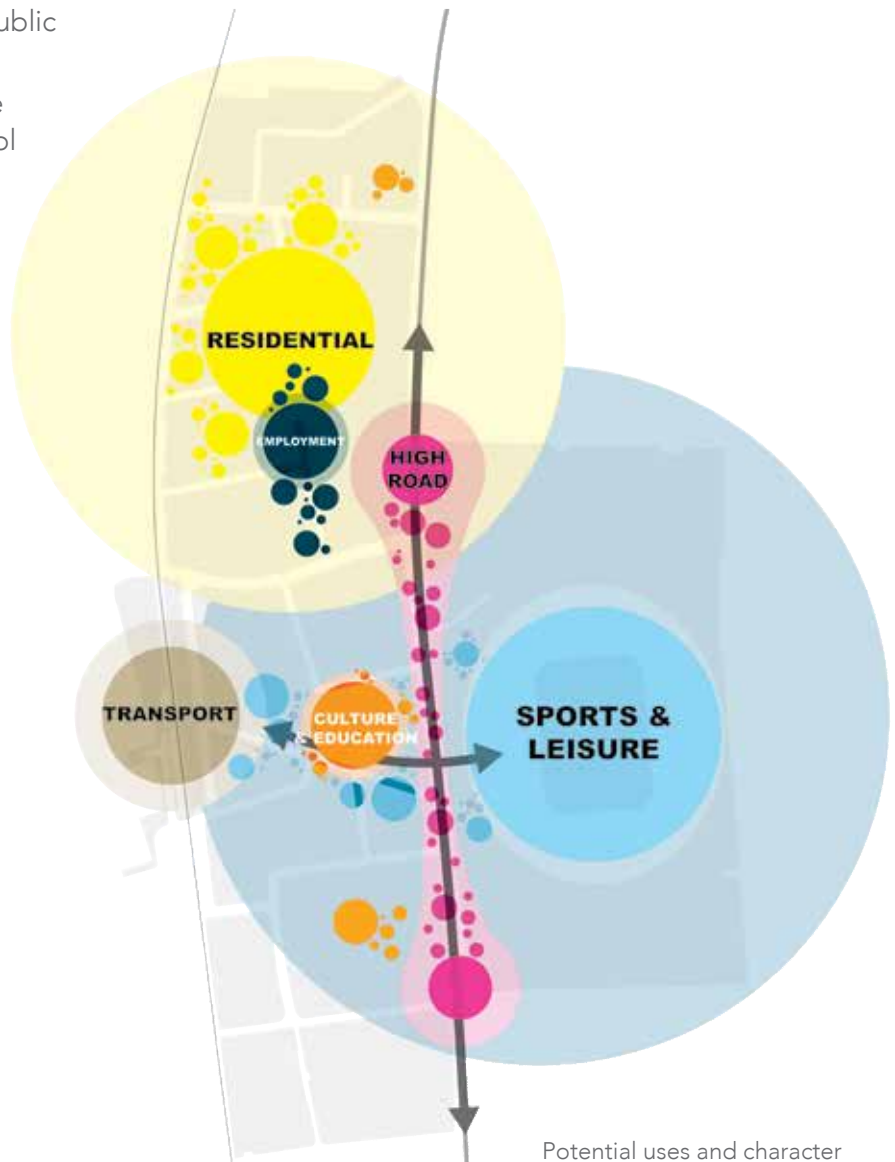 ublic
e
ol
RESIDENTIAL
EMPLOYMENT
HIGH
ROAD
TRANSPORT
CULTURE
& EDUCATION
SPORTS &
LEISURE
Potential uses and character